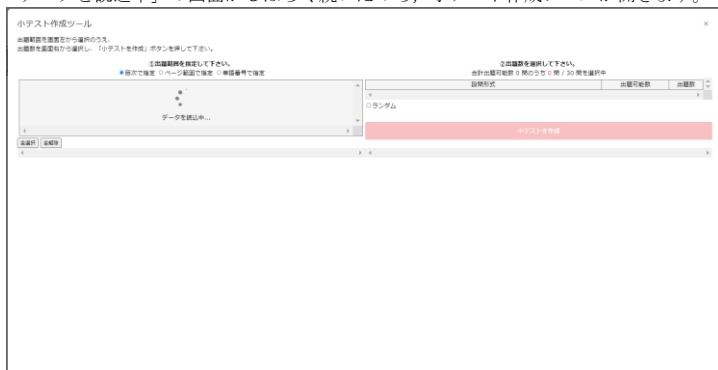 小テスト作成ツール
×
出題範囲を画面左から選択のうえ、
出題数を画面右から選択し、「小テストを作成」ボタンを押して下さい。
①出題範囲を指定して下さい。
目次で指定 ページ範囲で指定 単語番号で指定
データを読込中...
全選択 全解除
②出題数を選択して下さい。
合計出題可能数 0 問のうち 0 問 / 30 問を選択中
設問形式 出題可能数 出題数
ランダム
小テストを作成